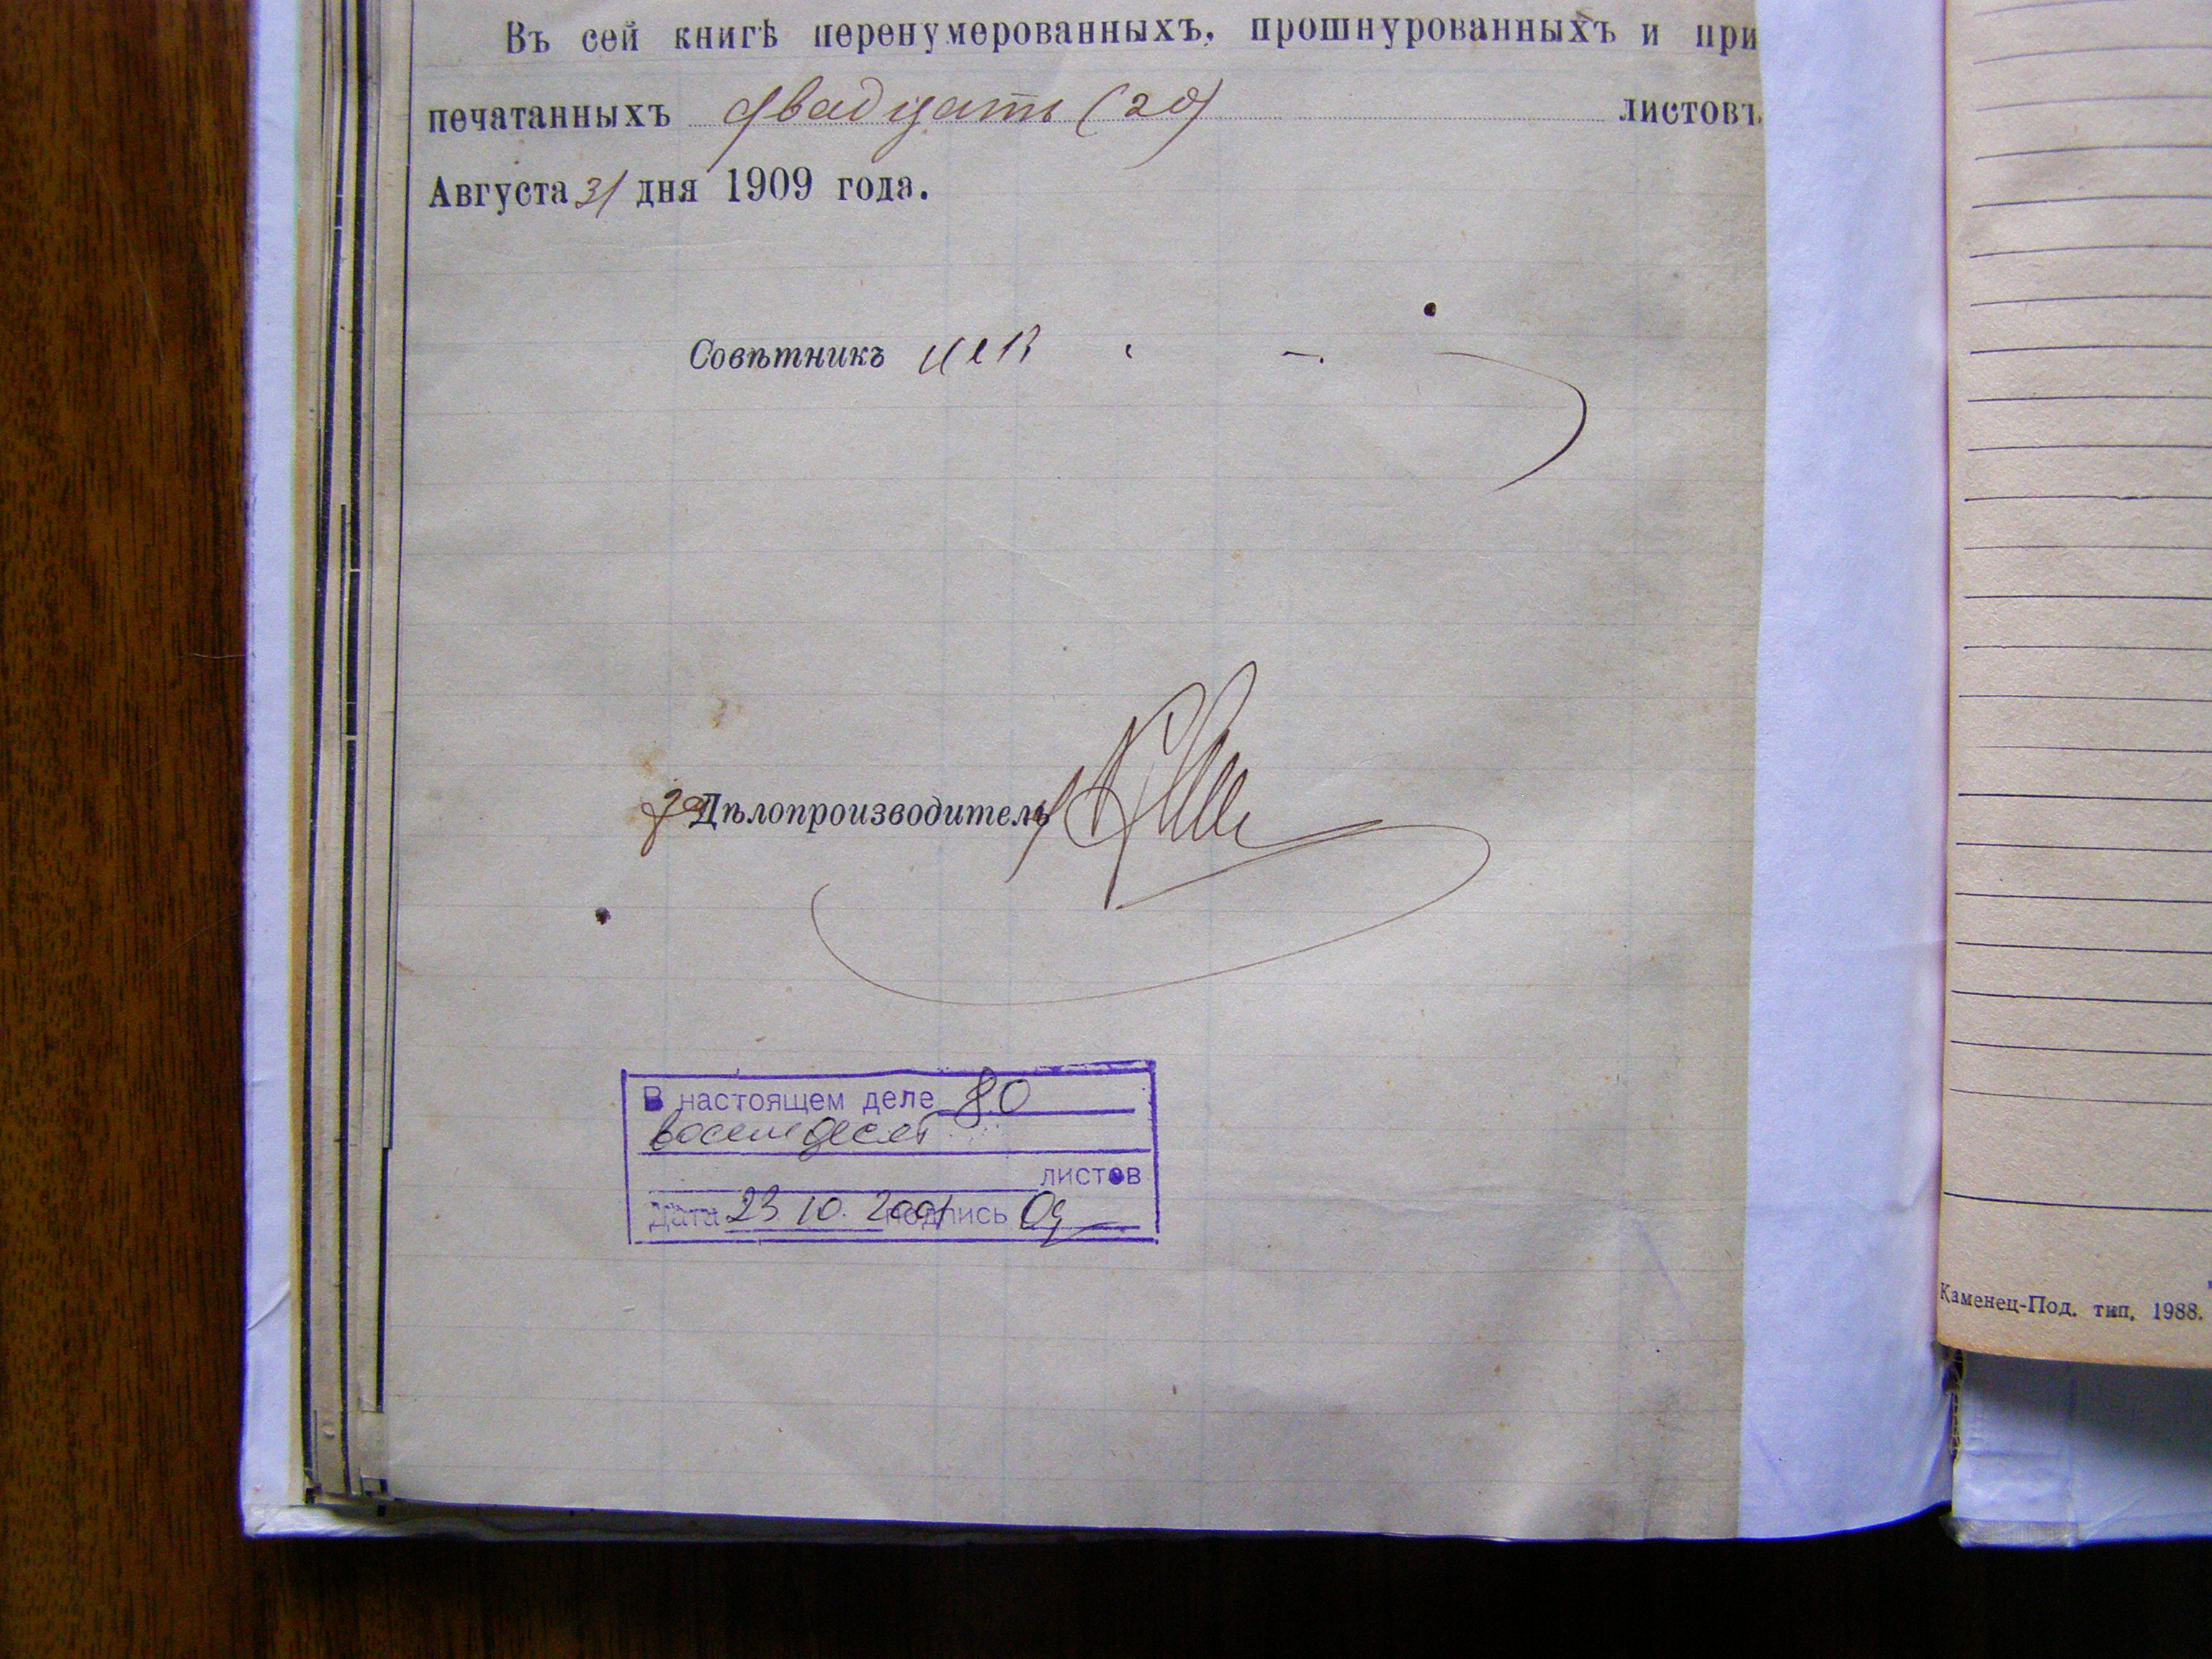 Въ сей книгѣ перенумерованныхъ, прошнурованныхъ и при
печатанныхъ двадцать (20) листовъ
Августа 31 дня 1909 года.
Совѣтникъ
за Дѣлопроизводитель
В настоящем деле 80
восемдесят
листов
Дата 23.10.2001 подпись
Каменец-Под. тип. 1988.